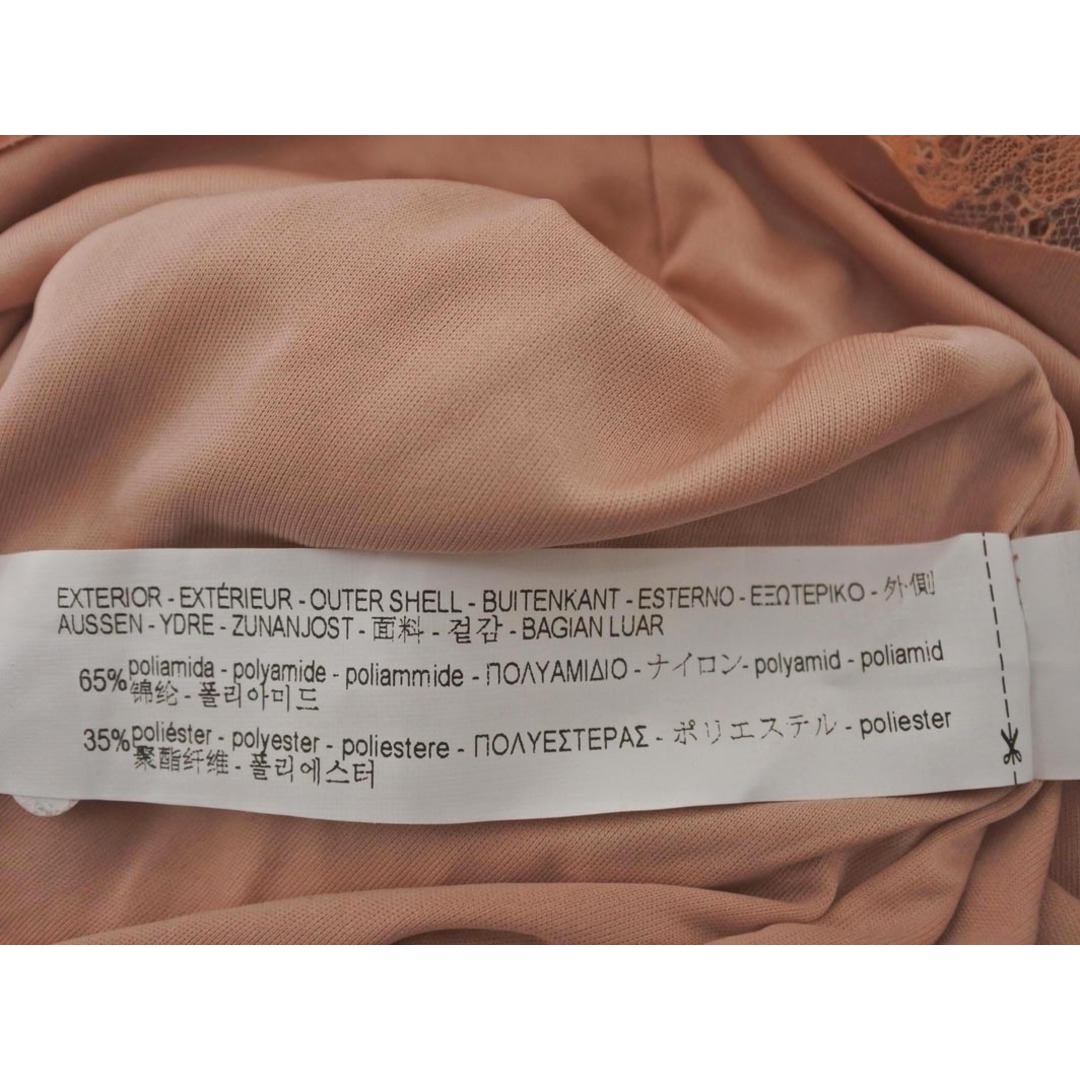 EXTERIOR - EXTÉRIEUR - OUTER SHELL - BUITENKANT - ESTERNO - ΕΞΩΤΕΡΙΚΟ - 外側
AUSSEN - YDRE - ZUNANJOST - 面料 - 겉감 - BAGIAN LUAR
65% poliamida - polyamide - poliammide - ΠΟΛΥΑΜΙΔΙΟ - ナイロン- polyamid - poliamid
锦纶 - 폴리아미드
35% poliéster - polyester - poliestere - ΠΟΛΥΕΣΤΕΡΑΣ - ポリエステル - poliester
聚酯纤维 - 폴리에스터